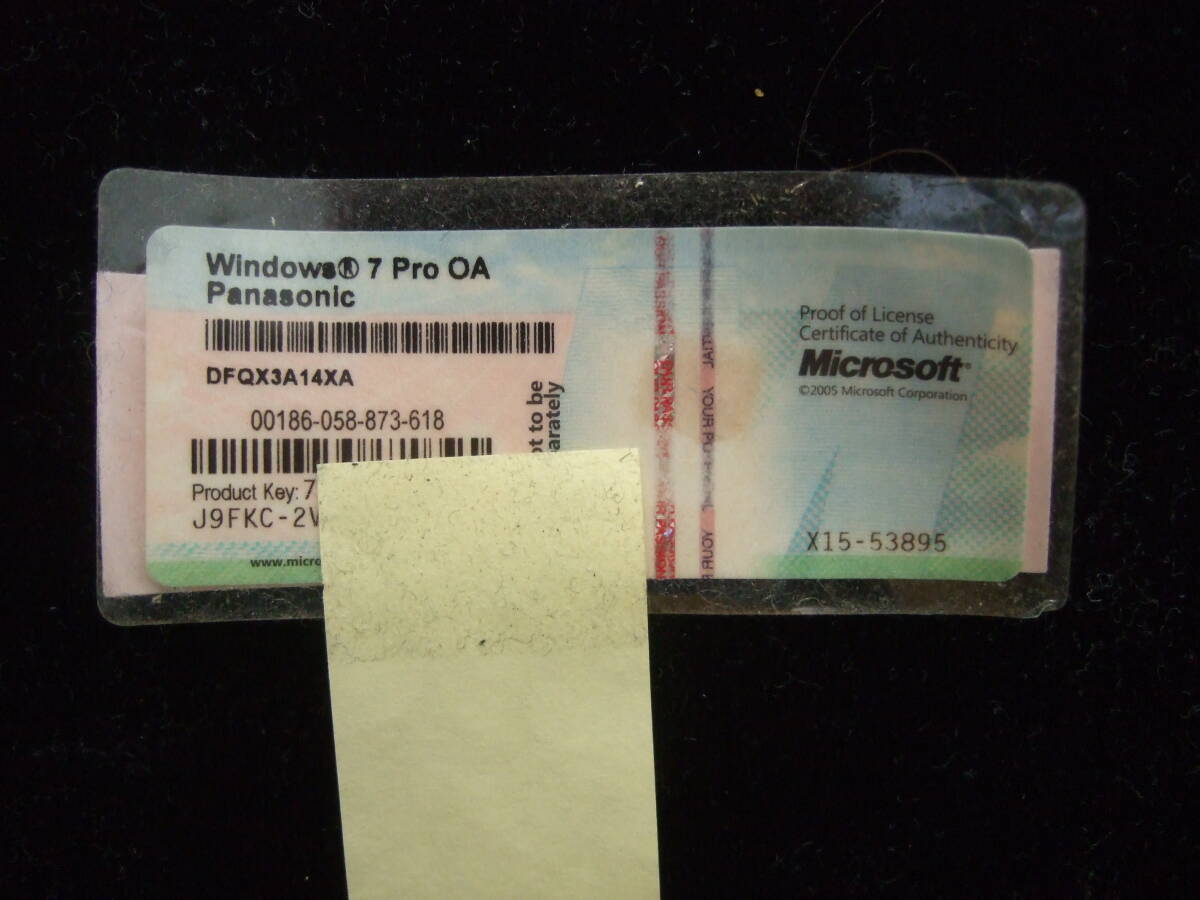 Windows® 7 Pro OA
Panasonic
DFQX3A14XA
00186-058-873-618
Product Key: 7
J9FKC-2V
www.micro
ot to be
arately
Proof of License
Certificate of Authenticity
Microsoft®
©2005 Microsoft Corporation
X15-53895